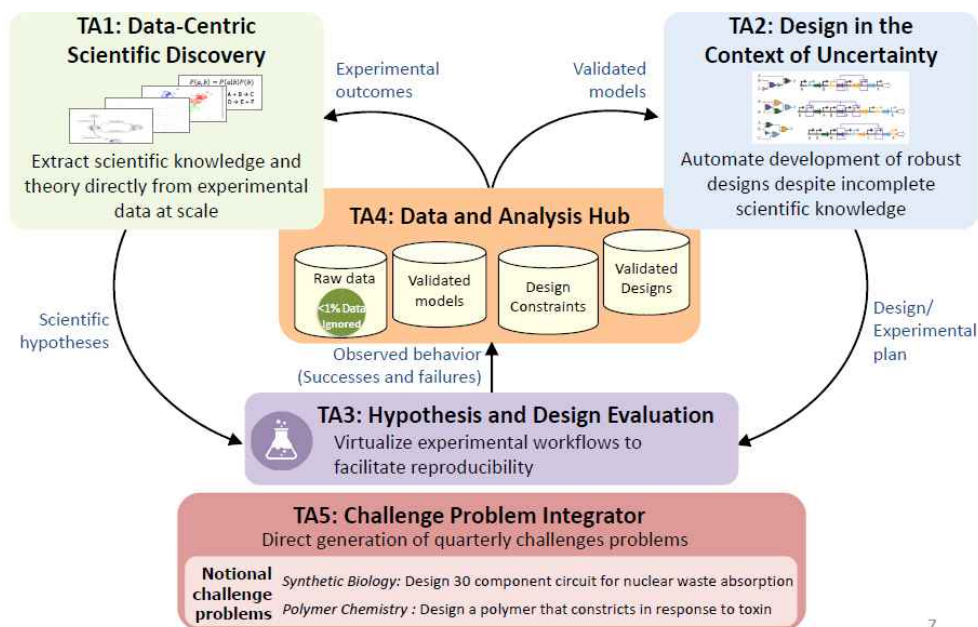 TA1: Data-Centric
Scientific Discovery
Extract scientific knowledge and
theory directly from experimental
data at scale
Experimental
outcomes
Validated
models
TA2: Design in the
Context of Uncertainty
Automate development of robust
designs despite incomplete
scientific knowledge
TA4: Data and Analysis Hub
Raw data
<1% Data
Ignored
Validated
models
Design
Constraints
Validated
Designs
Scientific
hypotheses
Observed behavior
(Successes and failures)
Design/
Experimental
plan
TA3: Hypothesis and Design Evaluation
Virtualize experimental workflows to
facilitate reproducibility
TA5: Challenge Problem Integrator
Direct generation of quarterly challenges problems
Notional
challenge
problems
Synthetic Biology: Design 30 component circuit for nuclear waste absorption
Polymer Chemistry : Design a polymer that constricts in response to toxin
7